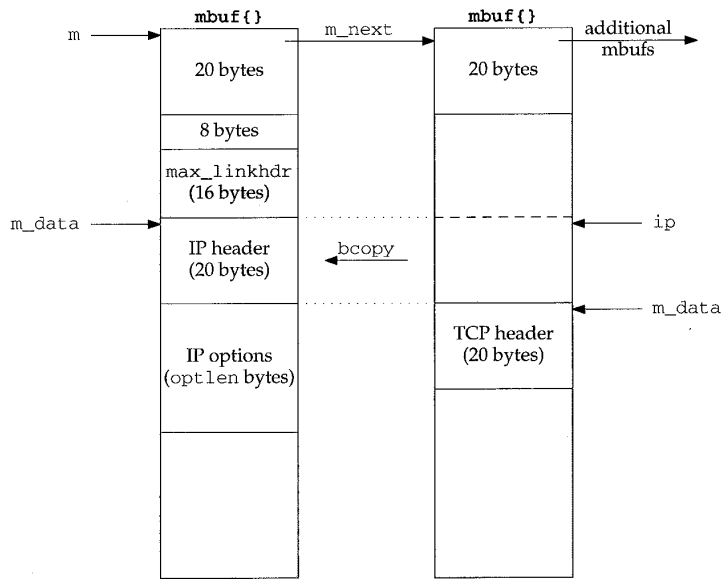 mbuf{}
mbuf{}
m
m_next
additional
mbufs
20 bytes
20 bytes
8 bytes
max_linkhdr
(16 bytes)
m_data
ip
IP header
(20 bytes)
bcopy
m_data
TCP header
(20 bytes)
IP options
(optlen bytes)